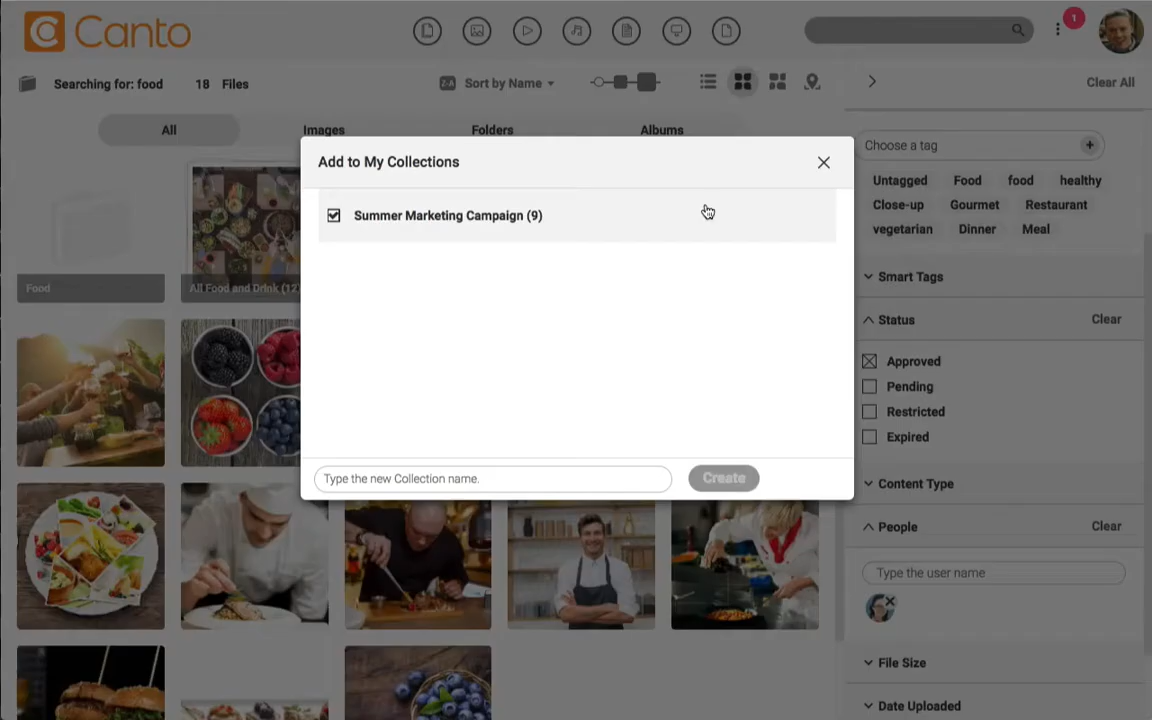 Canto
1
Searching for: food 18 Files
Sort by Name
Clear All
All Images Folders Albums
Add to My Collections
Summer Marketing Campaign (9)
Type the new Collection name.
Create
Food
All Food and Drink (12)
Choose a tag
Untagged Food food healthy
Close-up Gourmet Restaurant
vegetarian Dinner Meal
Smart Tags
Status Clear
Approved
Pending
Restricted
Expired
Content Type
People Clear
Type the user name
File Size
Date Uploaded